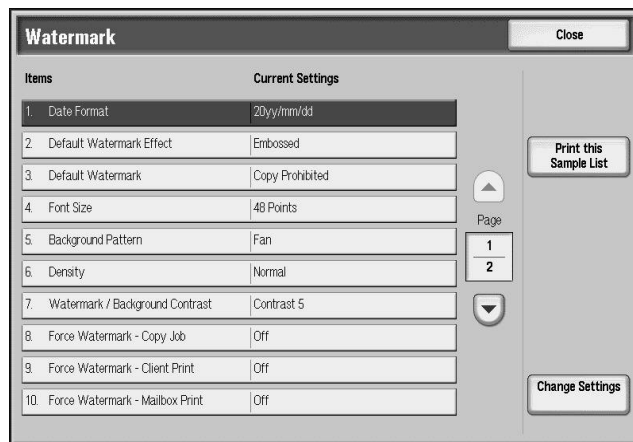 Watermark
Close
Items Current Settings
1. Date Format 20yy/mm/dd
2. Default Watermark Effect Embossed
3. Default Watermark Copy Prohibited
4. Font Size 48 Points
5. Background Pattern Fan
6. Density Normal
7. Watermark / Background Contrast Contrast 5
8. Force Watermark - Copy Job Off
9. Force Watermark - Client Print Off
10. Force Watermark - Mailbox Print Off
Page
1
2
Print this
Sample List
Change Settings